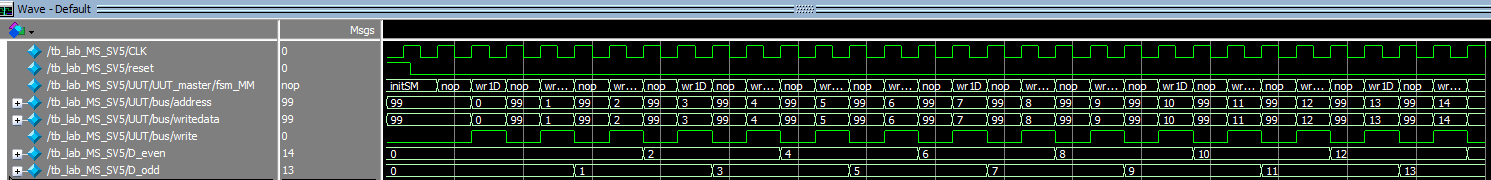 Wave - Default
Msgs
/tb_lab_MS_SV5/CLK 0
/tb_lab_MS_SV5/reset 0
/tb_lab_MS_SV5/UUT/UUT_master/fsm_MM nop initSM nop wr1D nop wr... nop wr... nop wr1D nop wr... nop wr... nop wr... nop wr1D nop wr... nop wr... nop wr1D nop wr... nop wr... nop wr1D nop wr...
/tb_lab_MS_SV5/UUT/bus/address 99 99 0 99 1 99 2 99 3 99 4 99 5 99 6 99 7 99 8 99 9 99 10 99 11 99 12 99 13 99 14
/tb_lab_MS_SV5/UUT/bus/writedata 99 99 0 99 1 99 2 99 3 99 4 99 5 99 6 99 7 99 8 99 9 99 10 99 11 99 12 99 13 99 14
/tb_lab_MS_SV5/UUT/bus/write 0
/tb_lab_MS_SV5/D_even 14 0 2 4 6 8 10 12
/tb_lab_MS_SV5/D_odd 13 0 1 3 5 7 9 11 13